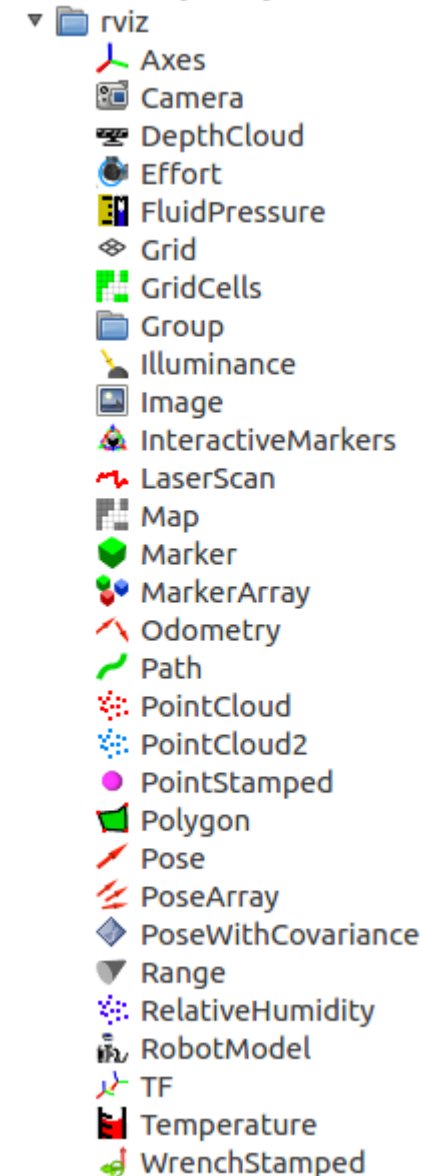 rviz
Axes
Camera
DepthCloud
Effort
FluidPressure
Grid
GridCells
Group
Illuminance
Image
InteractiveMarkers
LaserScan
Map
Marker
MarkerArray
Odometry
Path
PointCloud
PointCloud2
PointStamped
Polygon
Pose
PoseArray
PoseWithCovariance
Range
RelativeHumidity
RobotModel
TF
Temperature
WrenchStamped